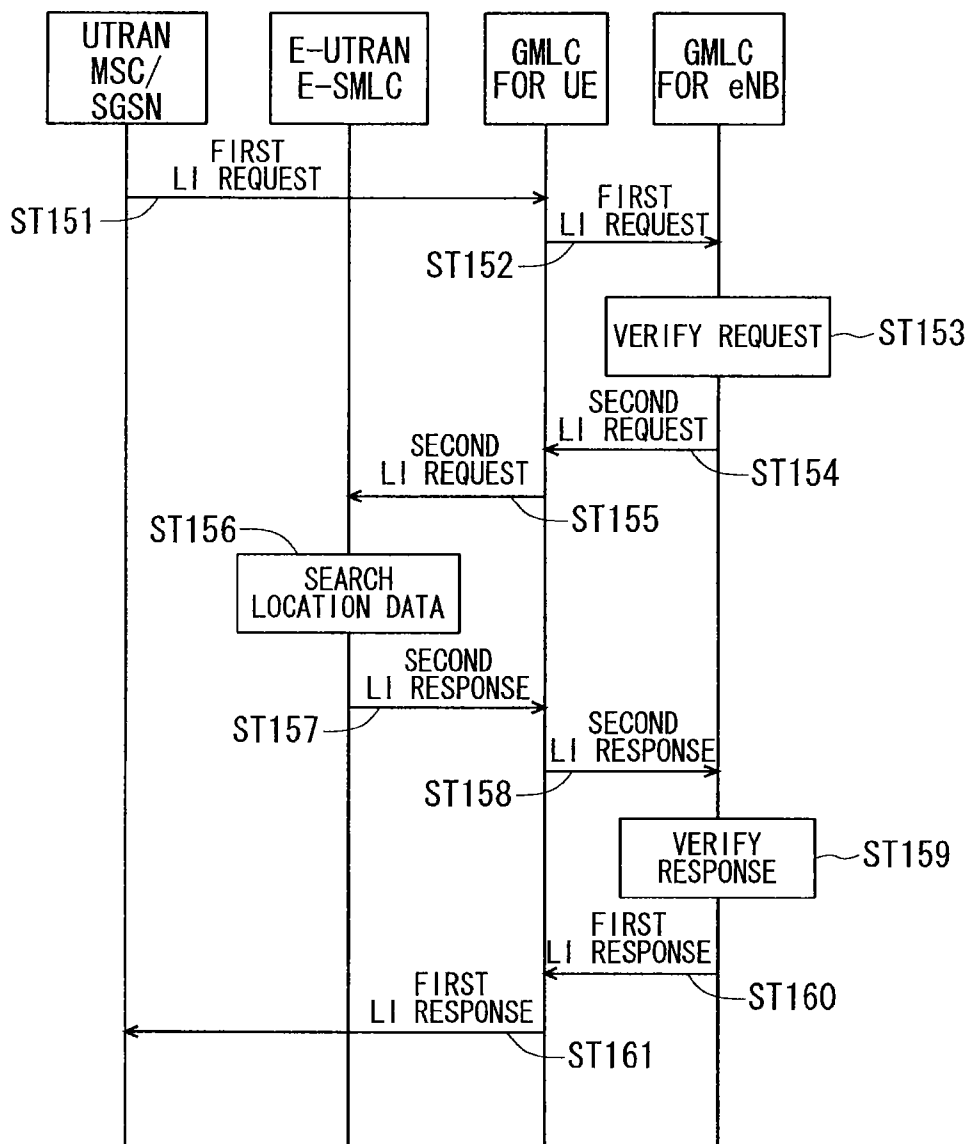 UTRAN
MSC/
SGSN
E-UTRAN
E-SMLC
GMLC
FOR UE
GMLC
FOR eNB
FIRST
LI REQUEST
ST151
FIRST
LI REQUEST
ST152
VERIFY REQUEST
ST153
SECOND
LI REQUEST
ST154
SECOND
LI REQUEST
ST155
ST156
SEARCH
LOCATION DATA
SECOND
LI RESPONSE
ST157
SECOND
LI RESPONSE
ST158
VERIFY
RESPONSE
ST159
FIRST
LI RESPONSE
ST160
FIRST
LI RESPONSE
ST161